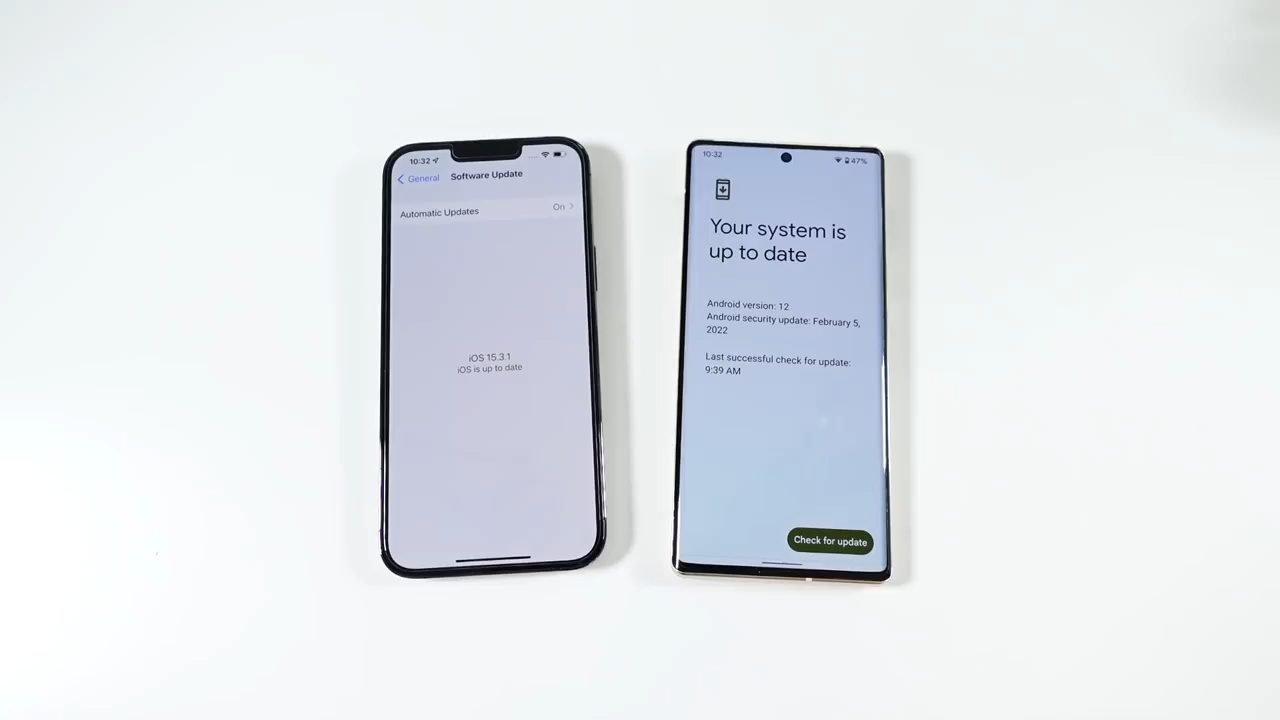 10:32
General
Software Update
Automatic Updates
On
iOS 15.3.1
iOS is up to date
10:32
47%
Your system is
up to date
Android version: 12
Android security update: February 5,
2022
Last successful check for update:
9:39 AM
Check for update